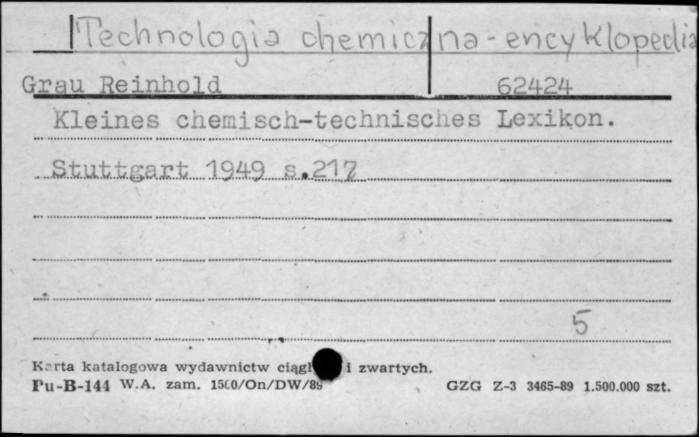 Technologia chemiczna - encyklopedia
Grau Reinhold 62424
Kleines chemisch-technisches Lexikon.
Stuttgart 1949 s.217
5
Karta katalogowa wydawnictw i zwartych.
Pu-B-144 W.A. zam. 1500/On/DW/89 GZG Z-3 3465-89 1.500.000 szt.